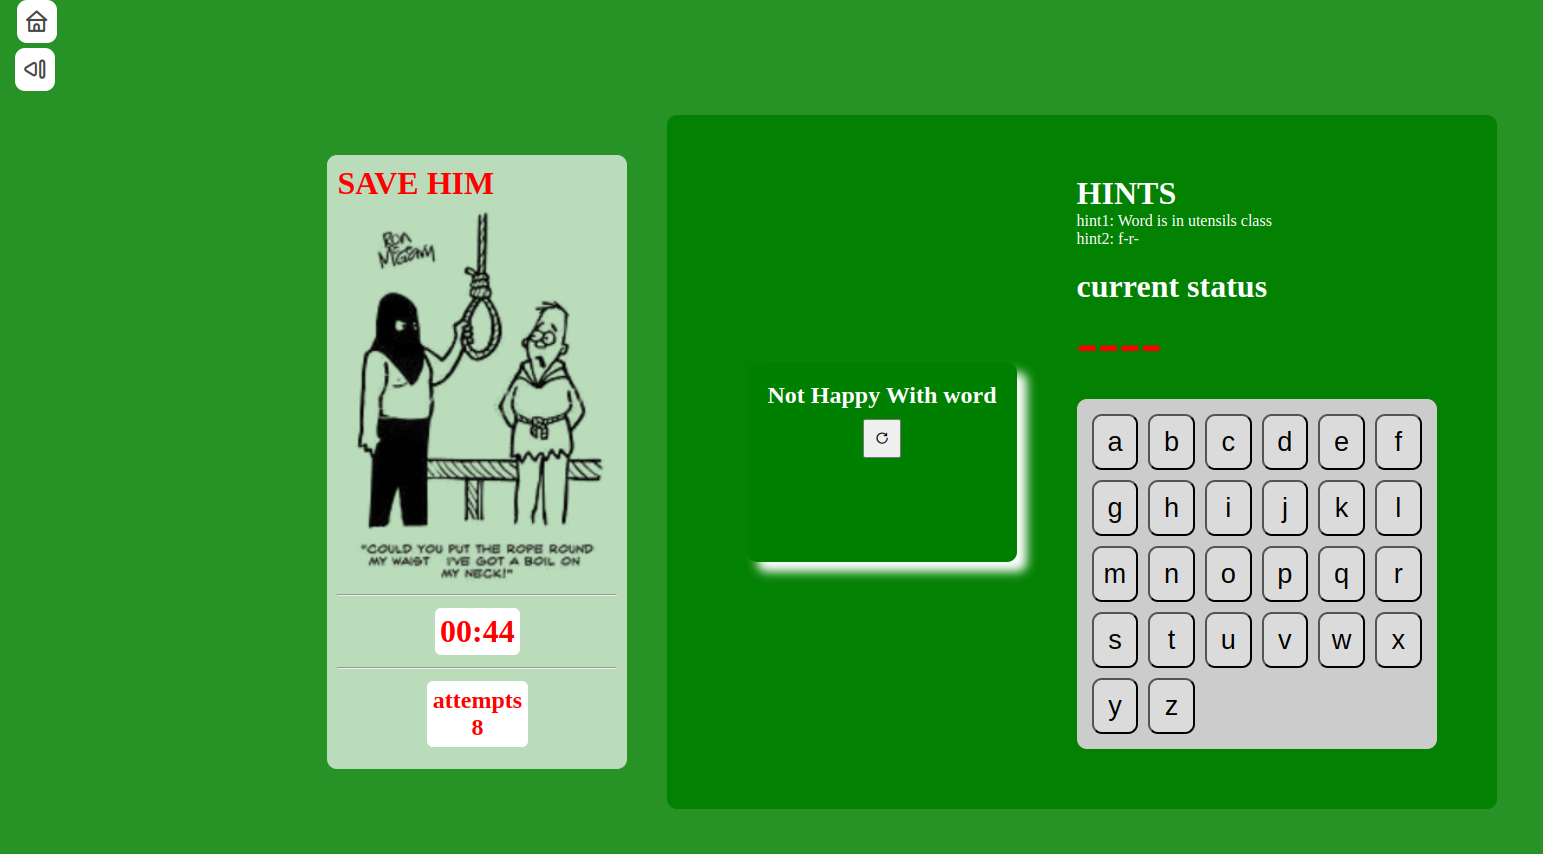 SAVE HIM
RON
McGEARY
"COULD YOU PUT THE ROPE ROUND
MY WAIST I'VE GOT A BOIL ON
MY NECK!"
00:44
attempts
8
Not Happy With word
HINTS
hint1: Word is in utensils class
hint2: f-r-
current status
----
a b c d e f
g h i j k l
m n o p q r
s t u v w x
y z